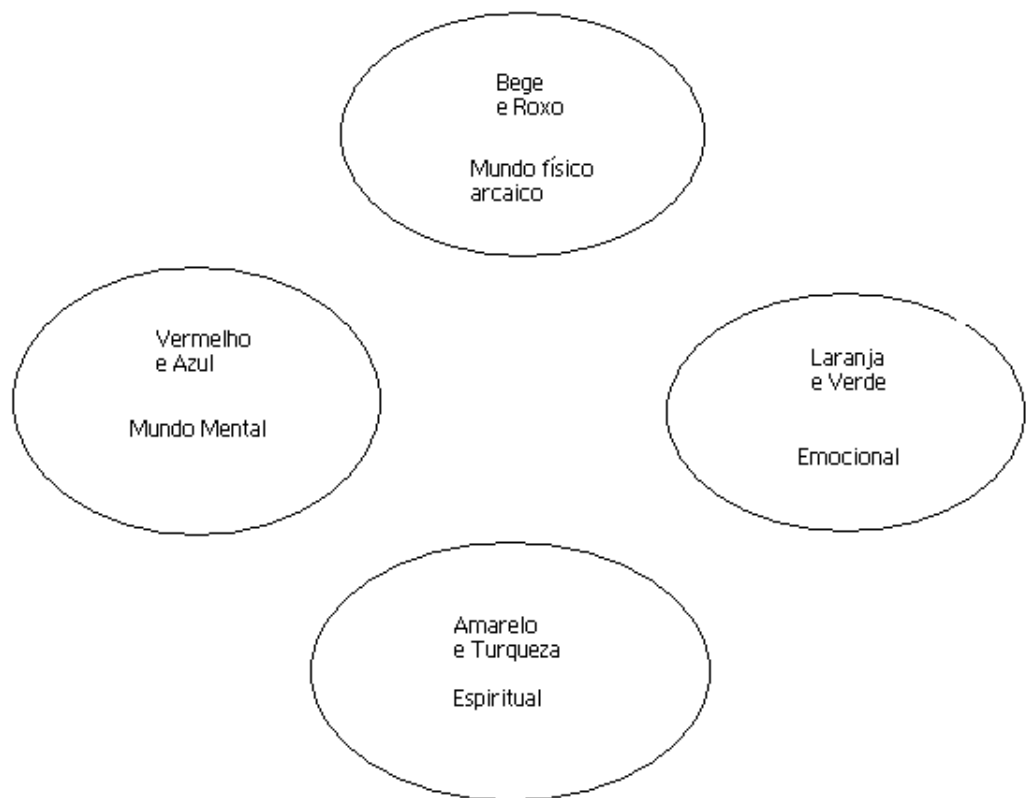 Bege
e Roxo
Mundo físico
arcaico
Vermelho
e Azul
Mundo Mental
Laranja
e Verde
Emocional
Amarelo
e Turqueza
Espiritual